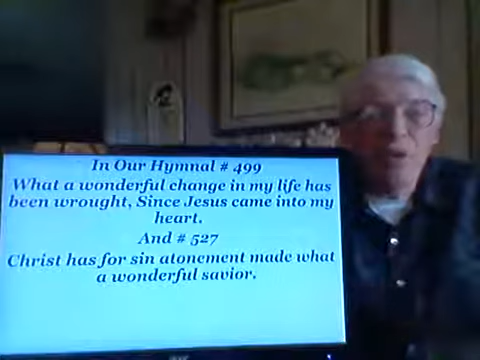 In Our Hymnal # 499
What a wonderful change in my life has
been wrought, Since Jesus came into my
heart.
And # 527
Christ has for sin atonement made what
a wonderful savior.